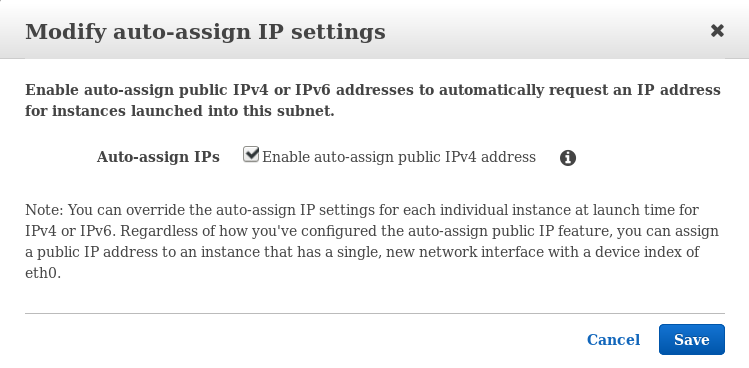 Modify auto-assign IP settings
Enable auto-assign public IPv4 or IPv6 addresses to automatically request an IP address
for instances launched into this subnet.
Auto-assign IPs Enable auto-assign public IPv4 address
Note: You can override the auto-assign IP settings for each individual instance at launch time for
IPv4 or IPv6. Regardless of how you've configured the auto-assign public IP feature, you can assign
a public IP address to an instance that has a single, new network interface with a device index of
eth0.
Cancel Save